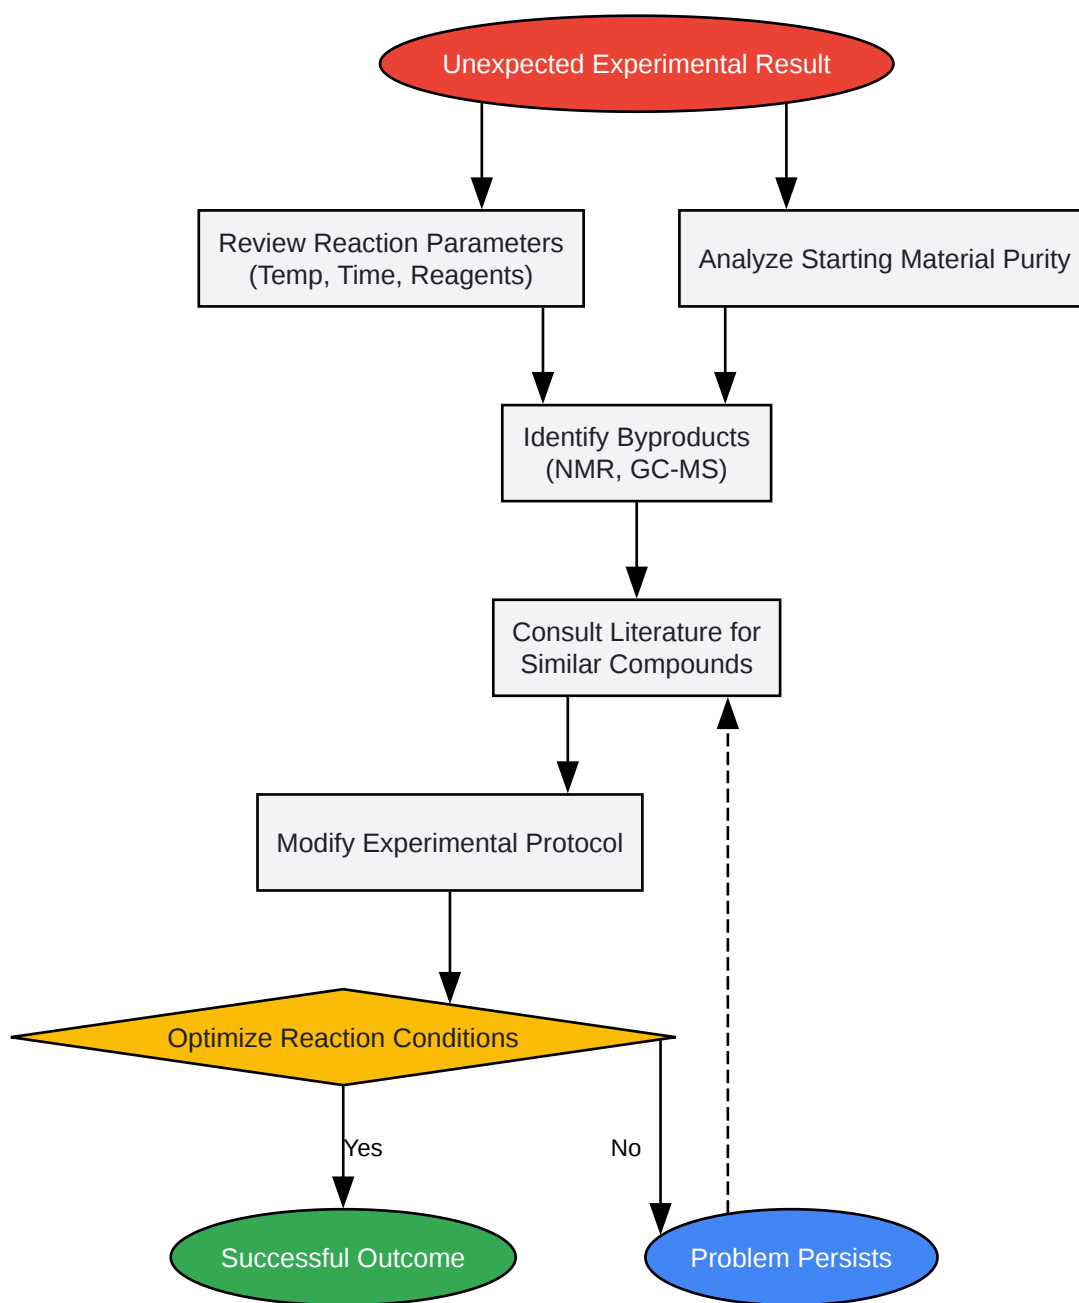 Unexpected Experimental Result
Review Reaction Parameters
(Temp, Time, Reagents)
Analyze Starting Material Purity
Identify Byproducts
(NMR, GC-MS)
Consult Literature for
Similar Compounds
Modify Experimental Protocol
Optimize Reaction Conditions
Yes
No
Successful Outcome
Problem Persists